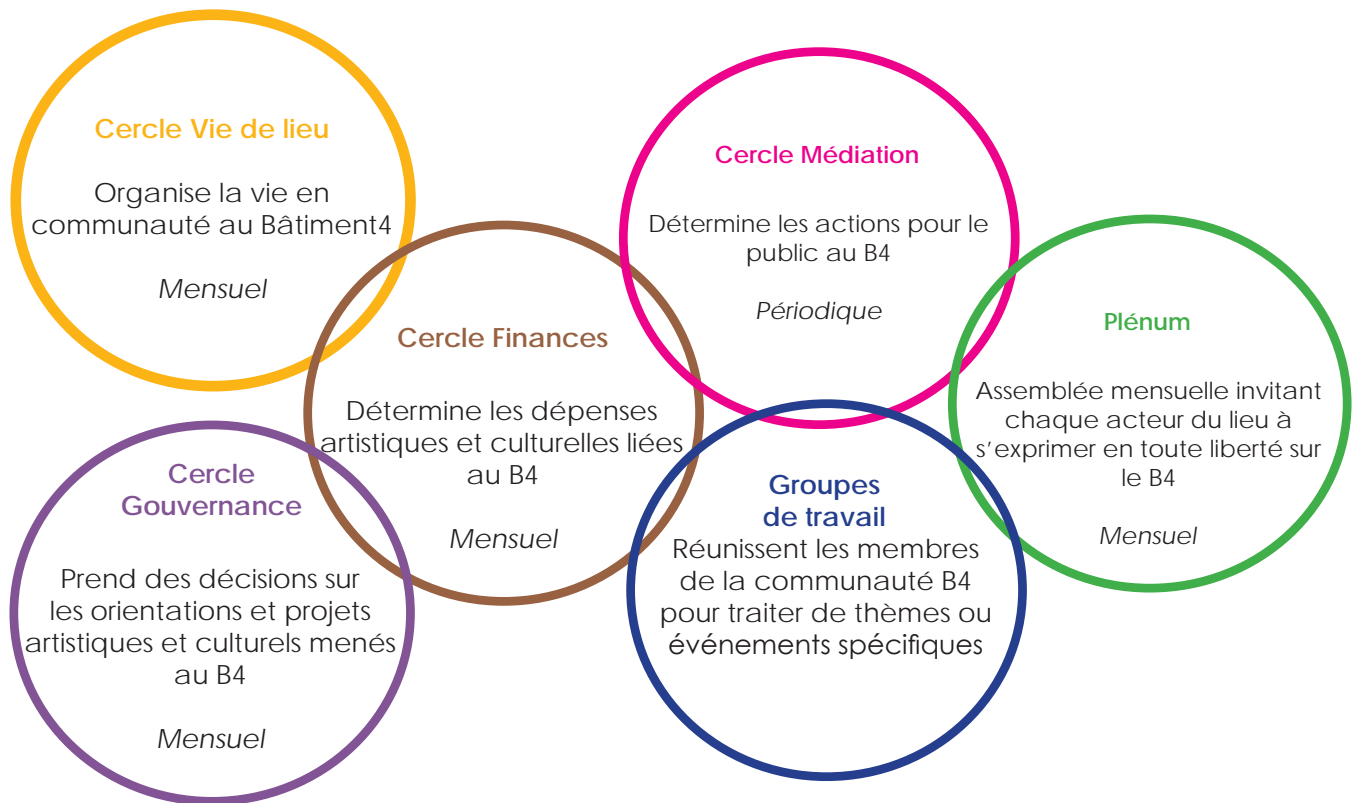 Cercle Vie de lieu
Organise la vie en
communauté au Bâtiment4
Mensuel
Cercle Médiation
Détermine les actions pour le
public au B4
Périodique
Cercle Finances
Détermine les dépenses
artistiques et culturelles liées
au B4
Mensuel
Plénum
Assemblée mensuelle invitant
chaque acteur du lieu à
s'exprimer en toute liberté sur
le B4
Mensuel
Cercle
Gouvernance
Prend des décisions sur
les orientations et projets
artistiques et culturels menés
au B4
Mensuel
Groupes
de travail
Réunissent les membres
de la communauté B4
pour traiter de thèmes ou
événements spécifiques